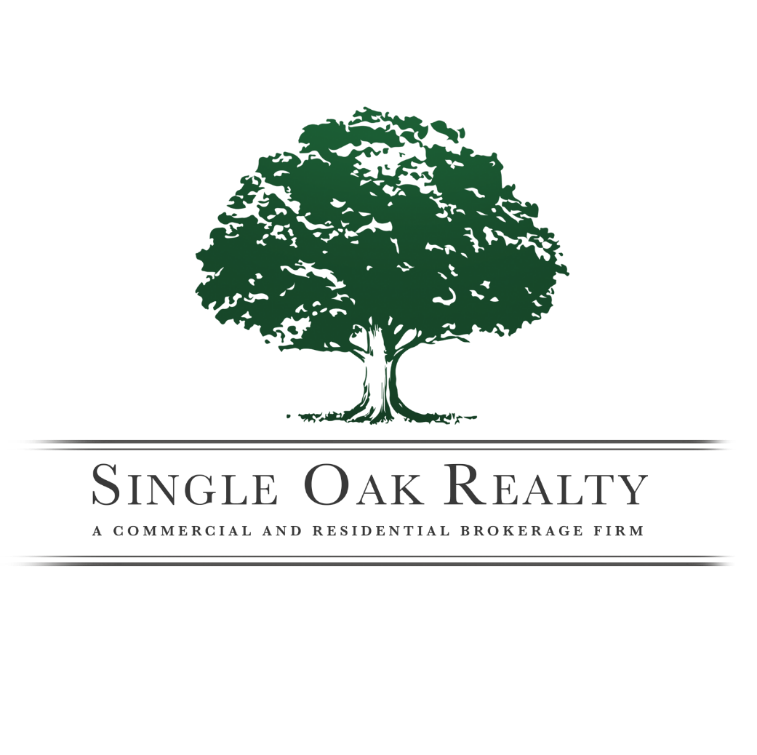 Single Oak Realty
A COMMERCIAL AND RESIDENTIAL BROKERAGE FIRM